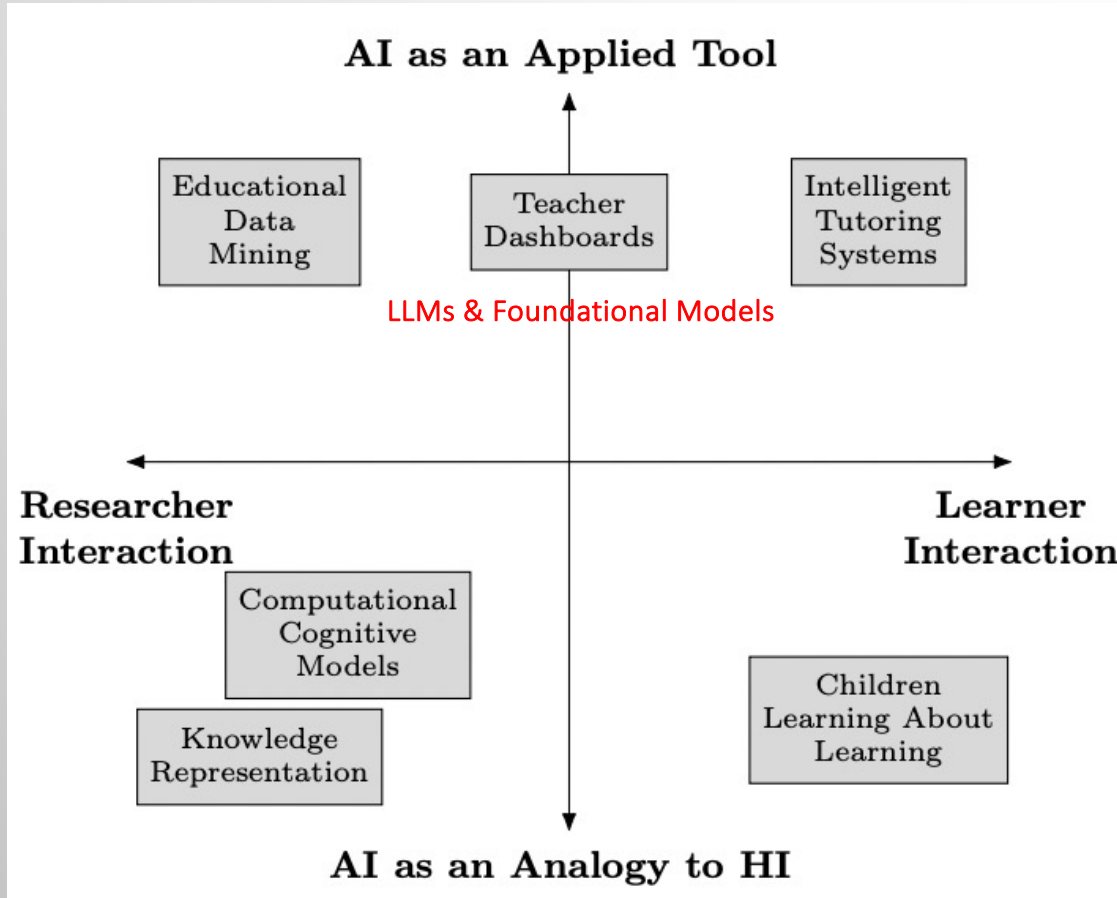 AI as an Applied Tool
Educational
Data
Mining
Teacher
Dashboards
Intelligent
Tutoring
Systems
LLMs & Foundational Models
Researcher
Interaction
Learner
Interaction
Computational
Cognitive
Models
Knowledge
Representation
Children
Learning About
Learning
AI as an Analogy to HI